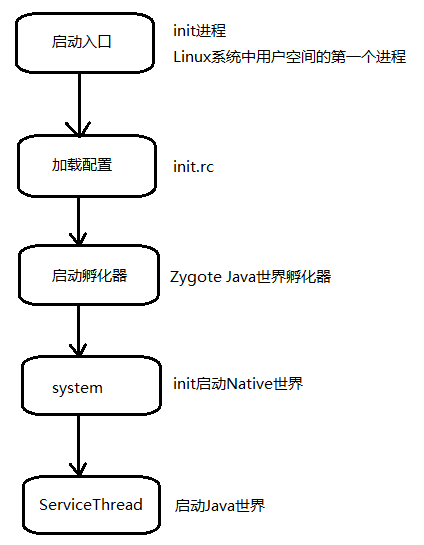 启动入口
init进程
Linux系统中用户空间的第一个进程
加载配置
init.rc
启动孵化器
Zygote Java世界孵化器
system
init启动Native世界
ServiceThread
启动Java世界